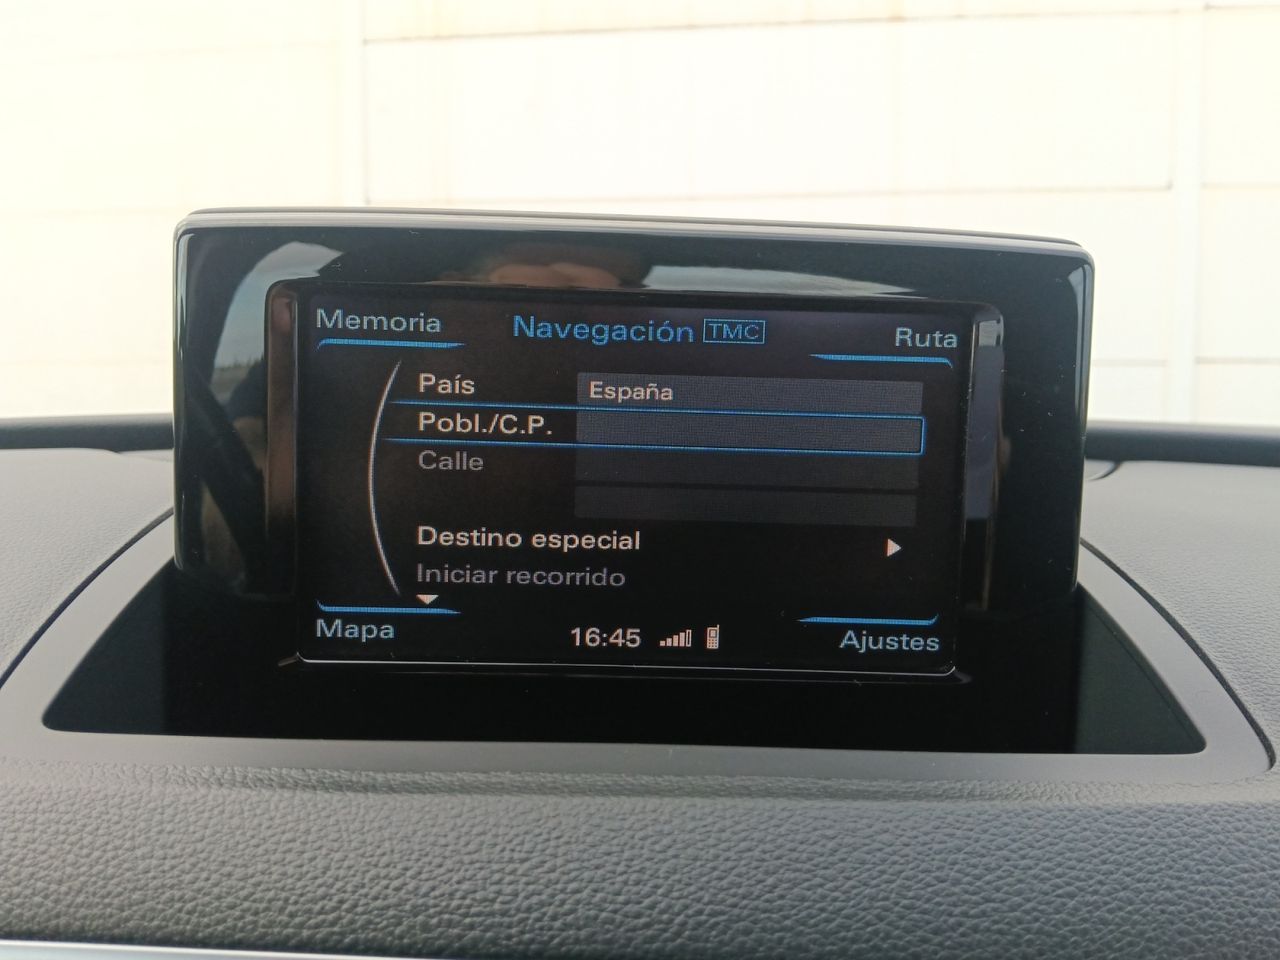 Memoria
Navegación TMC
Ruta
País España
Pobl./C.P.
Calle
Destino especial
Iniciar recorrido
Mapa
16:45
Ajustes